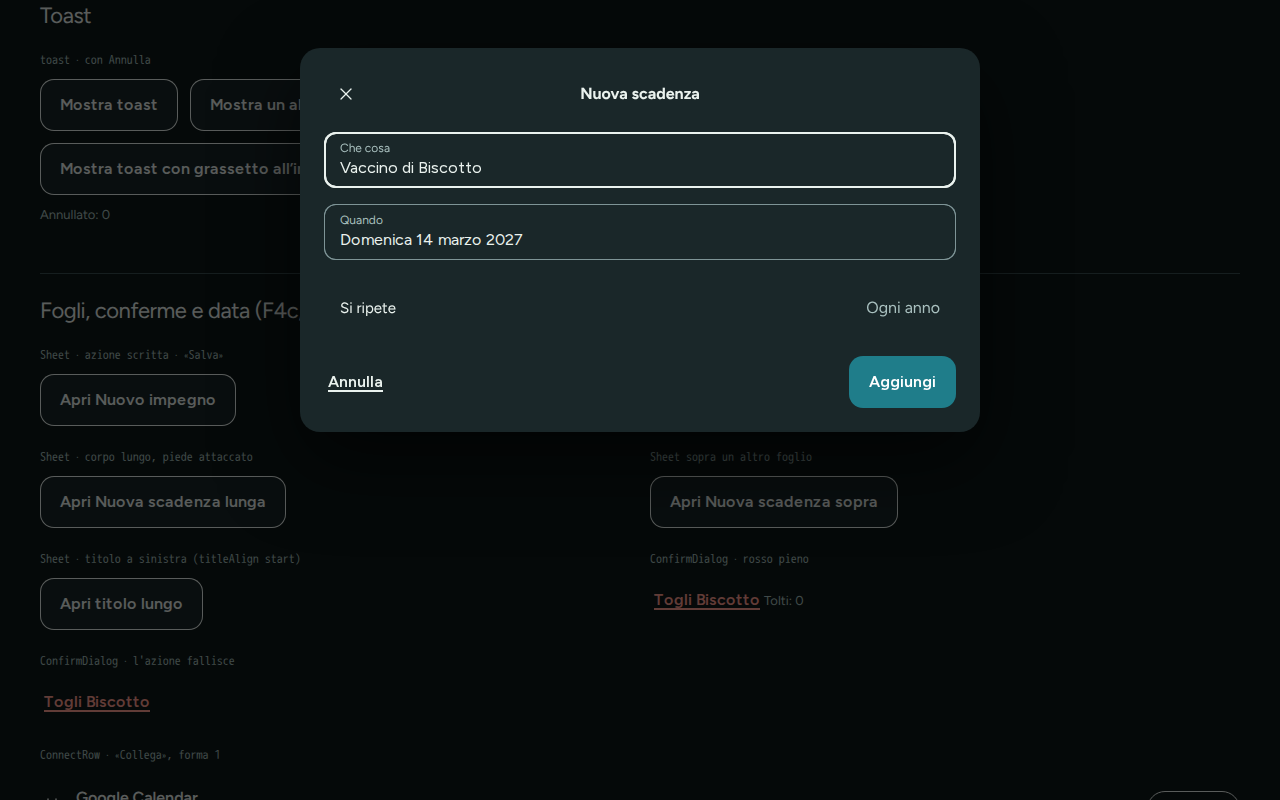 Toast
toast · con Annulla
Mostra toast
Mostra un al
Mostra toast con grassetto all'in
Annullato: 0
Nuova scadenza
Che cosa
Vaccino di Biscotto
Quando
Domenica 14 marzo 2027
Si ripete
Ogni anno
Annulla
Aggiungi
Fogli, conferme e data (F4c,
Sheet · azione scritta · «Salva»
Apri Nuovo impegno
Sheet · corpo lungo, piede attaccato
Apri Nuova scadenza lunga
Sheet sopra un altro foglio
Apri Nuova scadenza sopra
Sheet · titolo a sinistra (titleAlign start)
Apri titolo lungo
ConfirmDialog · rosso pieno
Togli Biscotto Tolti: 0
ConfirmDialog · l'azione fallisce
Togli Biscotto
ConnectRow · «Collega», forma 1
Google Calendar